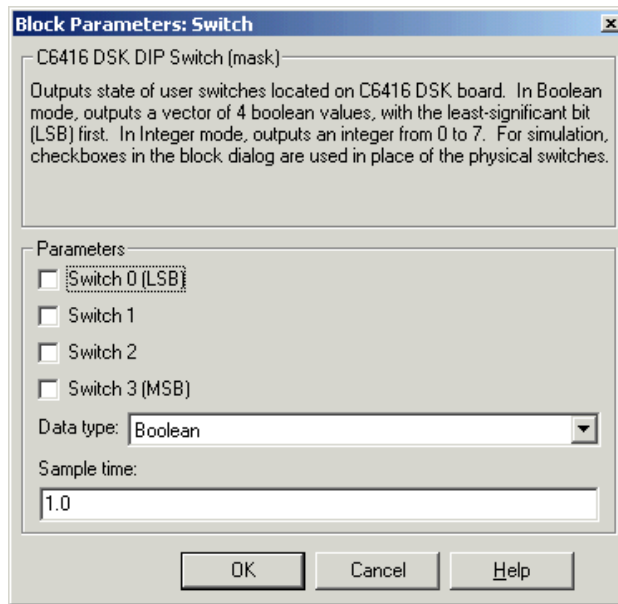 Block Parameters: Switch
C6416 DSK DIP Switch (mask)
Outputs state of user switches located on C6416 DSK board. In Boolean
mode, outputs a vector of 4 boolean values, with the least-significant bit
(LSB) first. In Integer mode, outputs an integer from 0 to 7. For simulation,
checkboxes in the block dialog are used in place of the physical switches.
Parameters
Switch 0 (LSB)
Switch 1
Switch 2
Switch 3 (MSB)
Data type: Boolean
Sample time:
1.0
OK Cancel Help